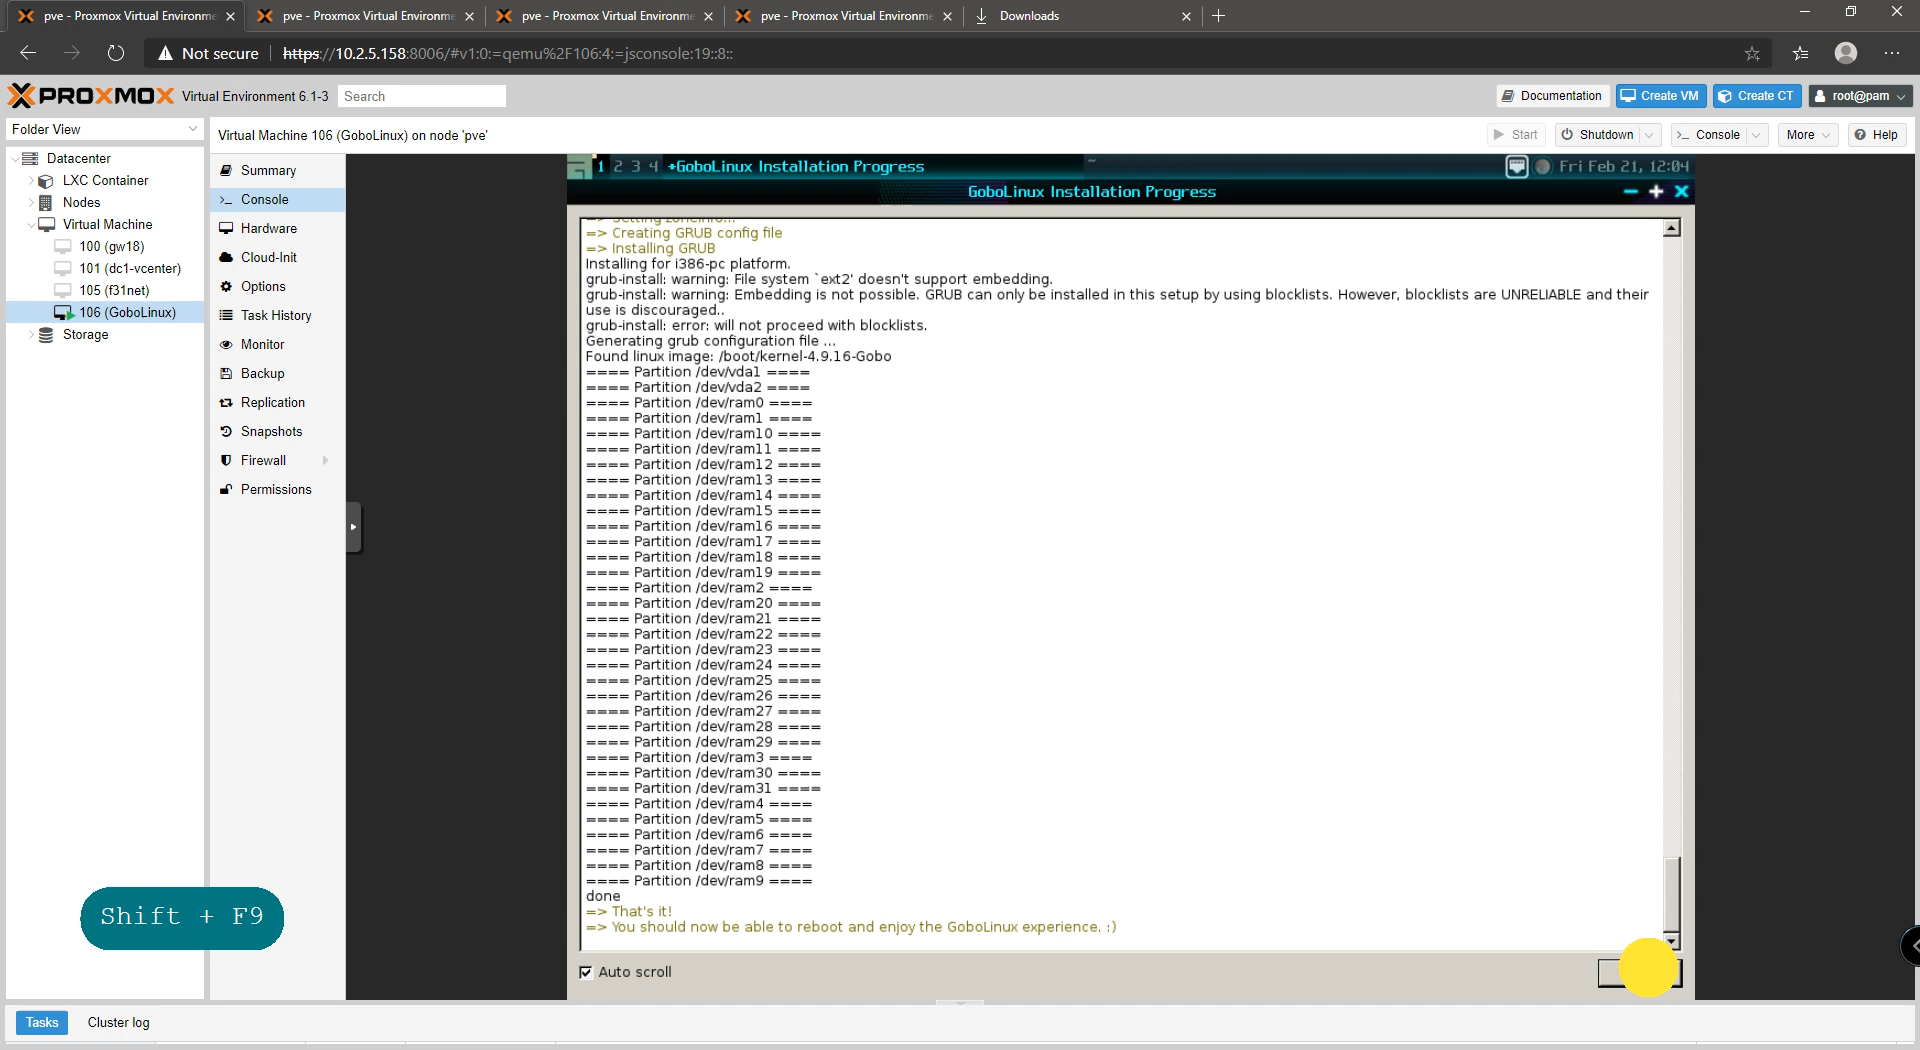 pve - Proxmox Virtual Environme
pve - Proxmox Virtual Environme
pve - Proxmox Virtual Environme
pve - Proxmox Virtual Environme
Downloads
Not secure
https://10.2.5.158:8006/#v1:0:=qemu%2F106:4:=jsconsole:19::8::
PROXMOX
Virtual Environment 6.1-3
Search
Documentation
Create VM
Create CT
root@pam
Folder View
Virtual Machine 106 (GoboLinux) on node 'pve'
Start
Shutdown
Console
More
Help
Datacenter
LXC Container
Nodes
Virtual Machine
100 (gw18)
101 (dc1-vcenter)
105 (f31net)
106 (GoboLinux)
Storage
Summary
Console
Hardware
Cloud-Init
Options
Task History
Monitor
Backup
Replication
Snapshots
Firewall
Permissions
1 2 3 4 +GoboLinux Installation Progress
~
Fri Feb 21, 12:04
GoboLinux Installation Progress
=> Setting zoneinfo...
=> Creating GRUB config file
=> Installing GRUB
Installing for i386-pc platform.
grub-install: warning: File system `ext2' doesn't support embedding.
grub-install: warning: Embedding is not possible. GRUB can only be installed in this setup by using blocklists. However, blocklists are UNRELIABLE and their
use is discouraged..
grub-install: error: will not proceed with blocklists.
Generating grub configuration file ...
Found linux image: /boot/kernel-4.9.16-Gobo
==== Partition /dev/vda1 ====
==== Partition /dev/vda2 ====
==== Partition /dev/ram0 ====
==== Partition /dev/ram1 ====
==== Partition /dev/ram10 ====
==== Partition /dev/ram11 ====
==== Partition /dev/ram12 ====
==== Partition /dev/ram13 ====
==== Partition /dev/ram14 ====
==== Partition /dev/ram15 ====
==== Partition /dev/ram16 ====
==== Partition /dev/ram17 ====
==== Partition /dev/ram18 ====
==== Partition /dev/ram19 ====
==== Partition /dev/ram2 ====
==== Partition /dev/ram20 ====
==== Partition /dev/ram21 ====
==== Partition /dev/ram22 ====
==== Partition /dev/ram23 ====
==== Partition /dev/ram24 ====
==== Partition /dev/ram25 ====
==== Partition /dev/ram26 ====
==== Partition /dev/ram27 ====
==== Partition /dev/ram28 ====
==== Partition /dev/ram29 ====
==== Partition /dev/ram3 ====
==== Partition /dev/ram30 ====
==== Partition /dev/ram31 ====
==== Partition /dev/ram4 ====
==== Partition /dev/ram5 ====
==== Partition /dev/ram6 ====
==== Partition /dev/ram7 ====
==== Partition /dev/ram8 ====
==== Partition /dev/ram9 ====
done
=> That's it!
=> You should now be able to reboot and enjoy the GoboLinux experience. :)
Auto scroll
Shift + F9
Tasks
Cluster log